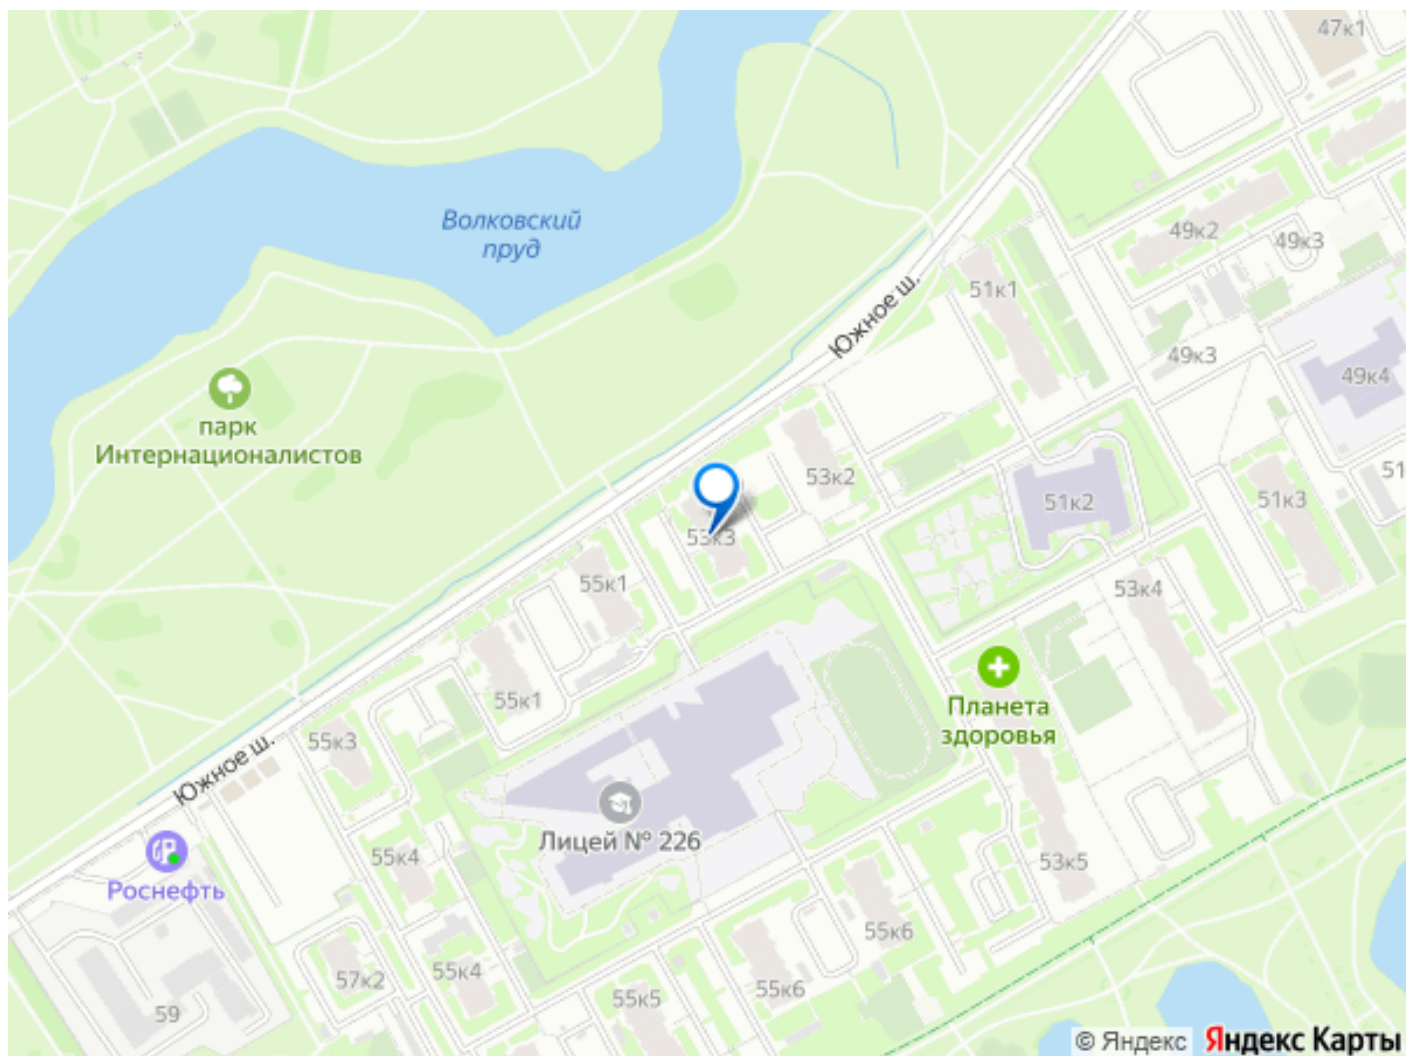 47к1
Волковский
пруд
49к2
49к3
51к1
Южное ш.
49к3
49к4
парк
Интернационалистов
53к2
51
51к2
51к3
53к3
55к1
53к4
55к1
Планета
здоровья
55к3
Южное ш.
Лицей № 226
55к4
53к5
Роснефть
55к6
57к2
55к4
55к5
55к6
59
© Яндекс Яндекс Карты